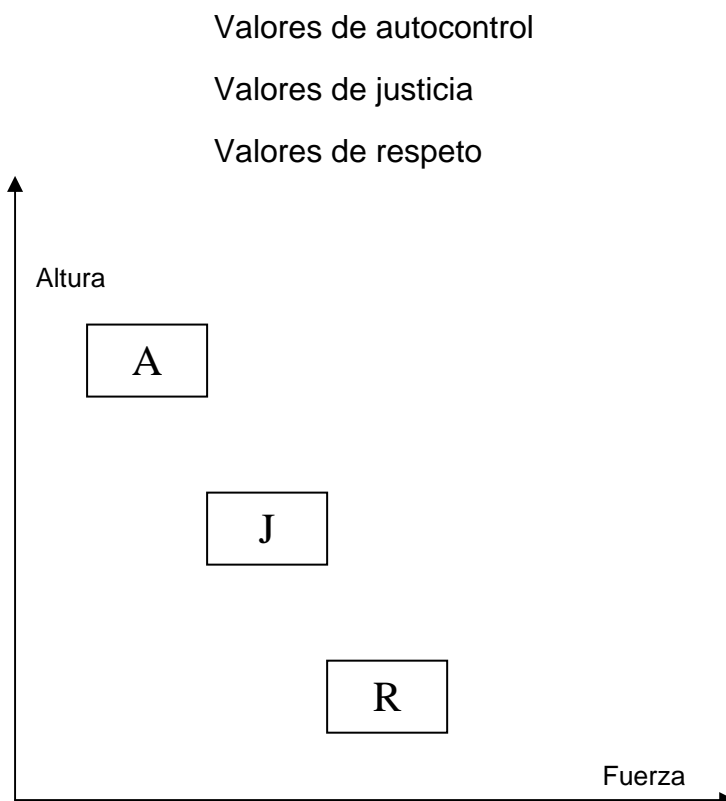 Valores de autocontrol
Valores de justicia
Valores de respeto
Altura
A
J
R
Fuerza